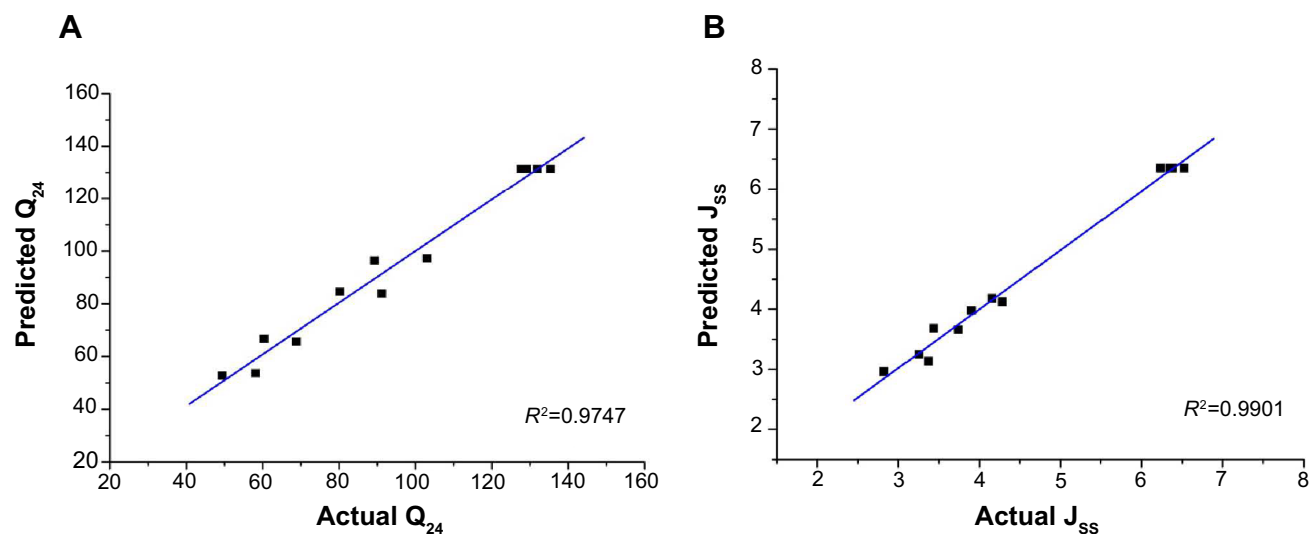 A
Predicted Q24
160
140
120
100
80
60
40
20
20 40 60 80 100 120 140 160
Actual Q24
R2=0.9747
B
Predicted JSS
8
7
6
5
4
3
2
2 3 4 5 6 7 8
Actual JSS
R2=0.9901